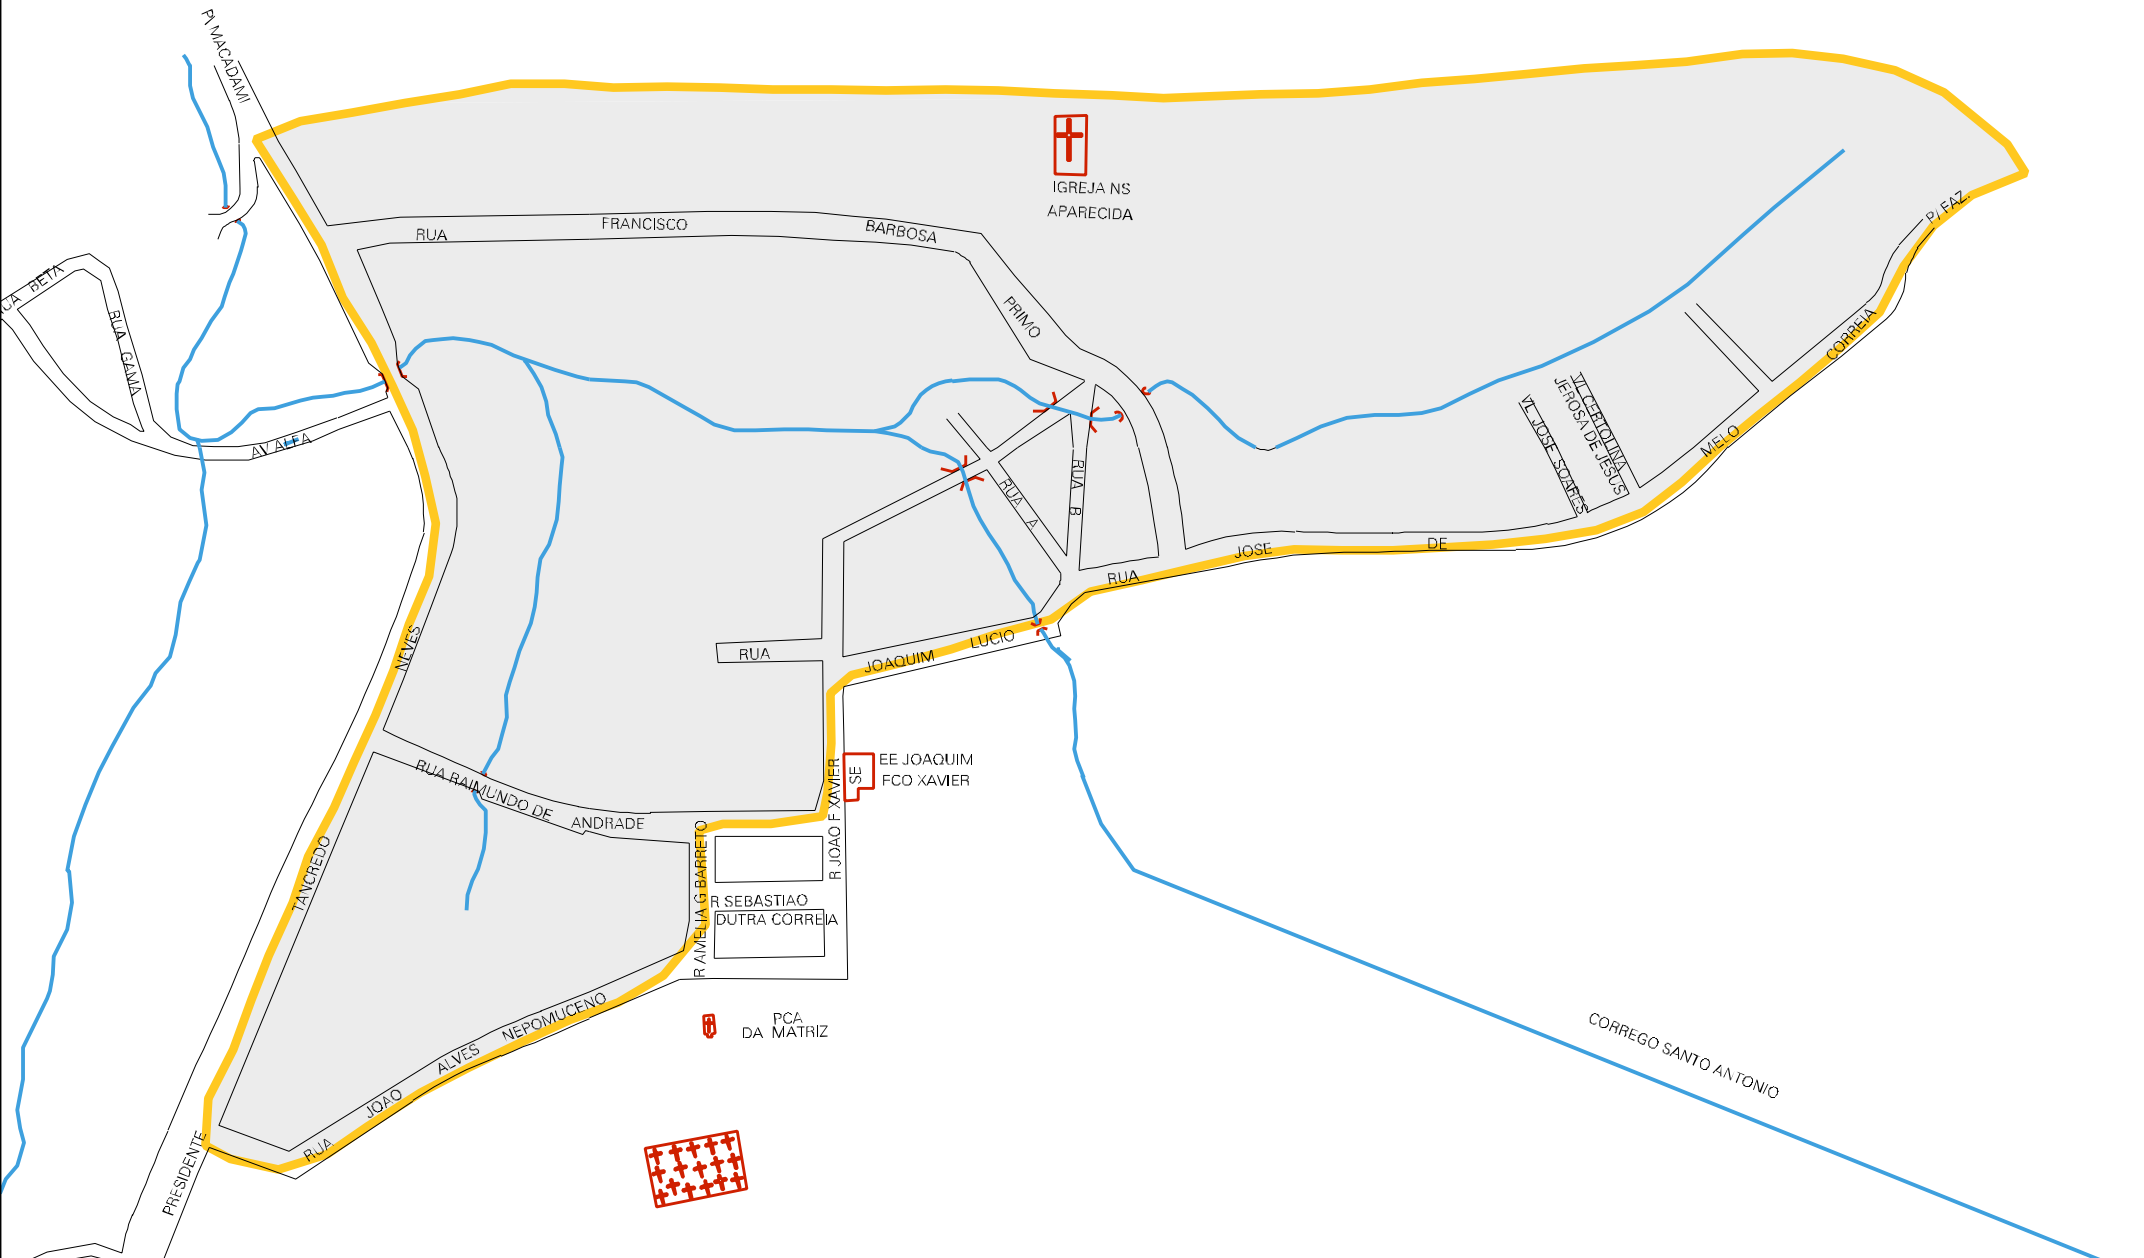 P/ MACADAMI
IGREJA NS
APARECIDA
RUA FRANCISCO BARBOSA
PRIMO
P/ FAZ.
BETA
RUA GAMA
AV ALFA
CORREIA
MELO
VL CERTOLINA
JEROSA DE JESUS
VL JOSE SOARES
RUA A
RUA B
RUA JOSE DE
RUA
JOAQUIM LUCIO
NEVES
EE JOAQUIM
FCO XAVIER
SE
R JOAO F XAVIER
RUA RAIMUNDO DE ANDRADE
R AMELIA G BARRETO
TANCREDO
R SEBASTIAO
DUTRA CORREIA
RUA JOAO ALVES NEPOMUCENO
PCA
DA MATRIZ
CORREGO SANTO ANTONIO
PRESIDENTE